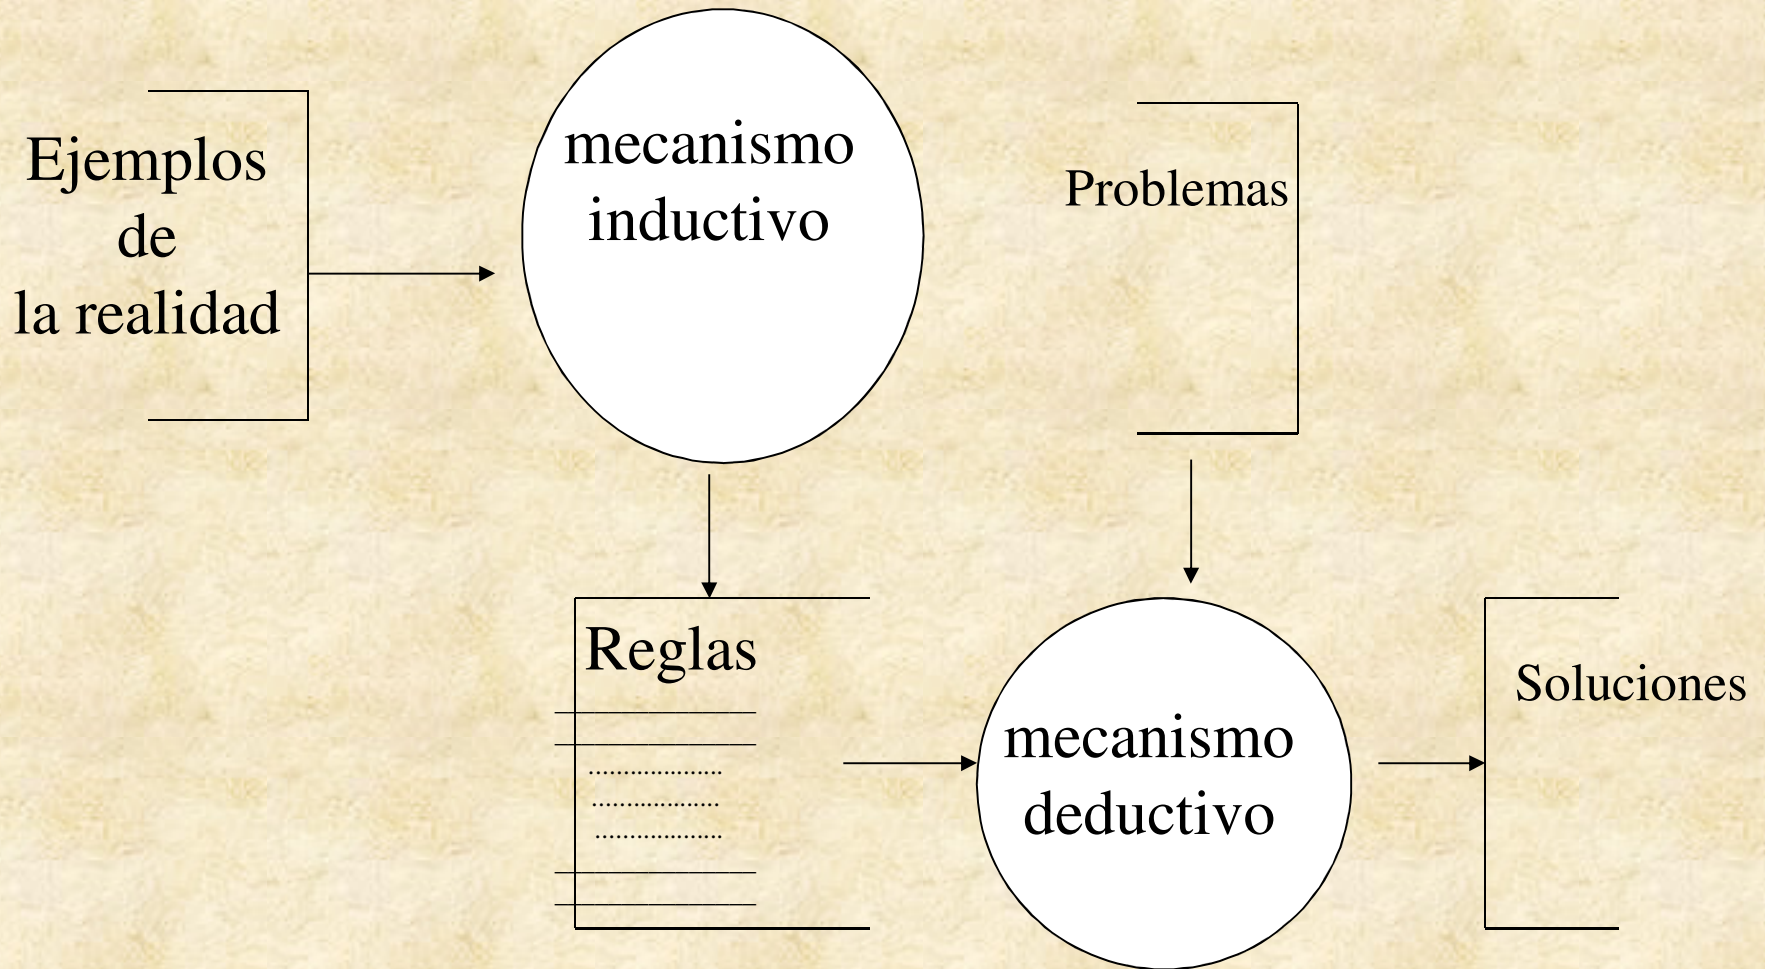 Ejemplos
de
la realidad
mecanismo
inductivo
Problemas
Reglas
...................
..................
..................
mecanismo
deductivo
Soluciones